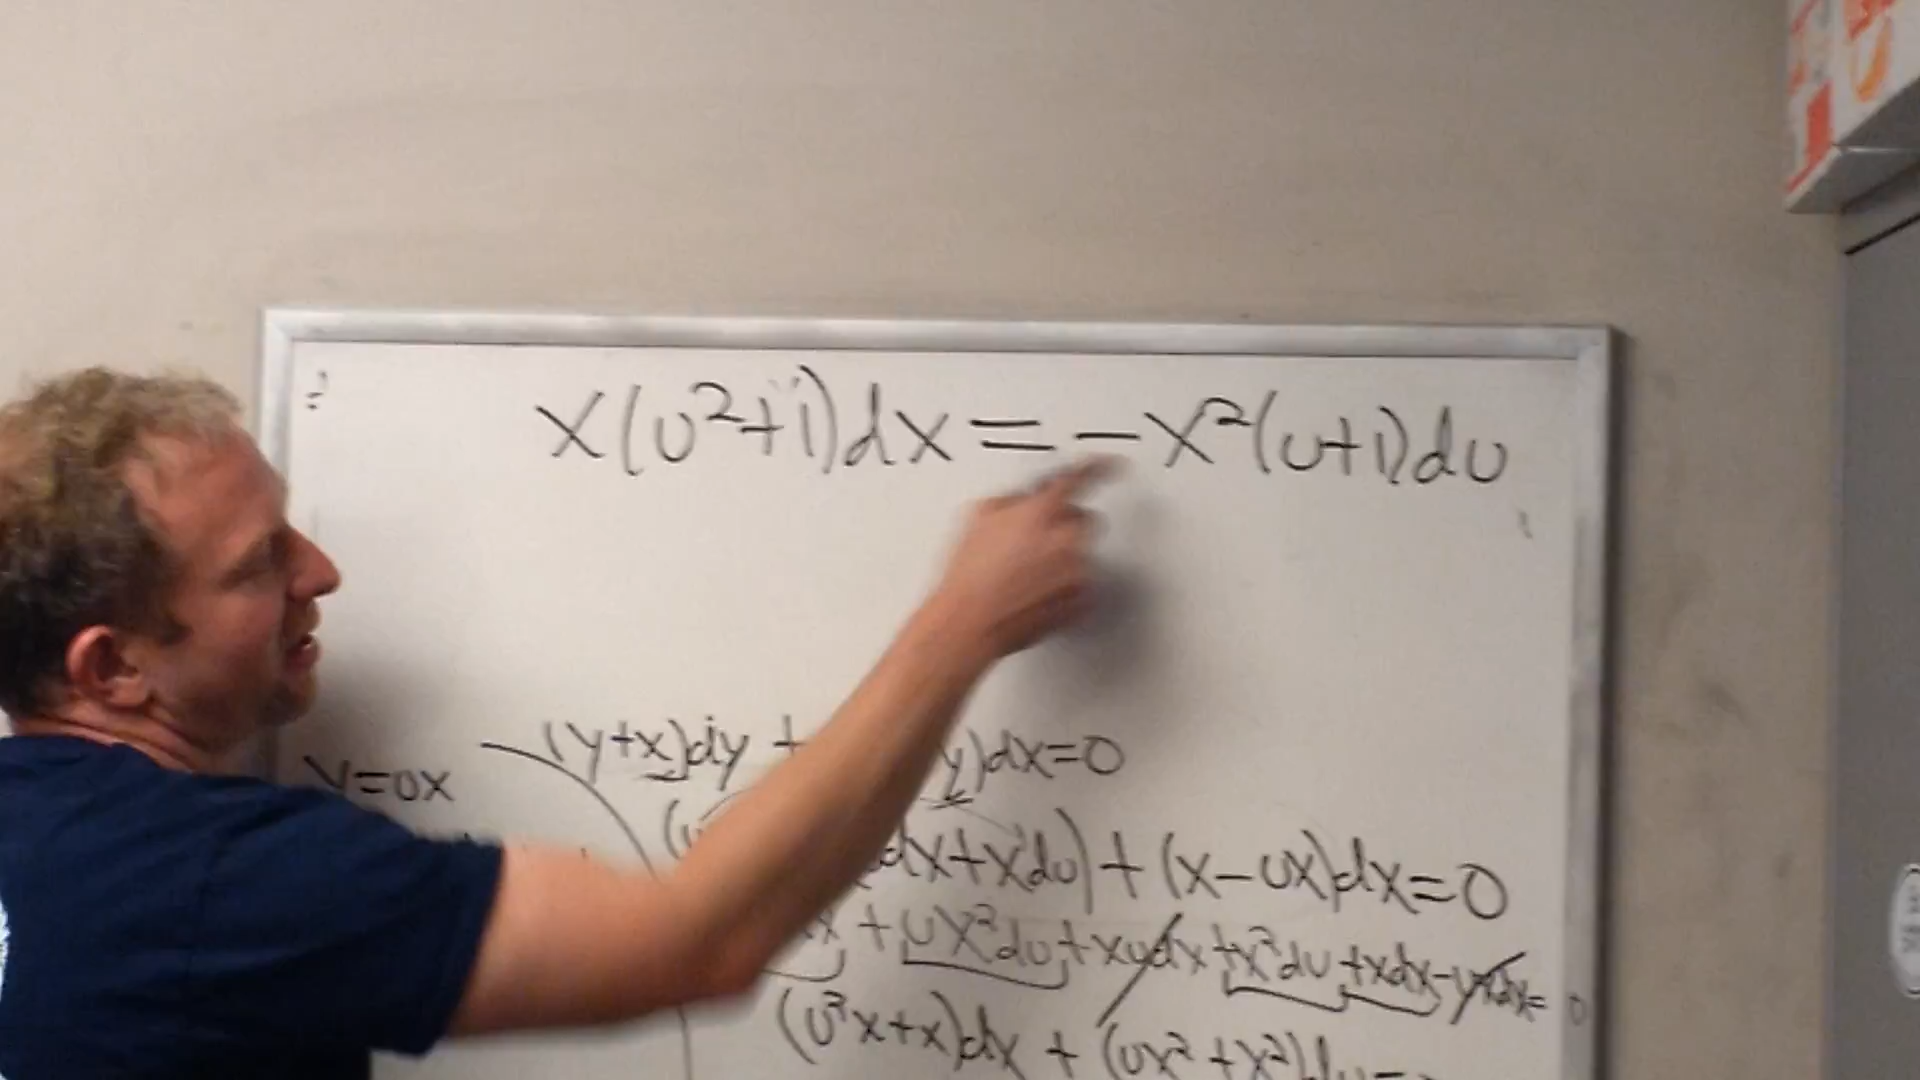 x(u²+1)dx=-x²(u+1)du
(y+x)dy + y)dx=0
y=ux
dx+xdu)+(x-ux)dx=0
+ux²du+xudx+x²du+xdx-uxdx=0
(u²x+x)dx + (ux²+x²)du=